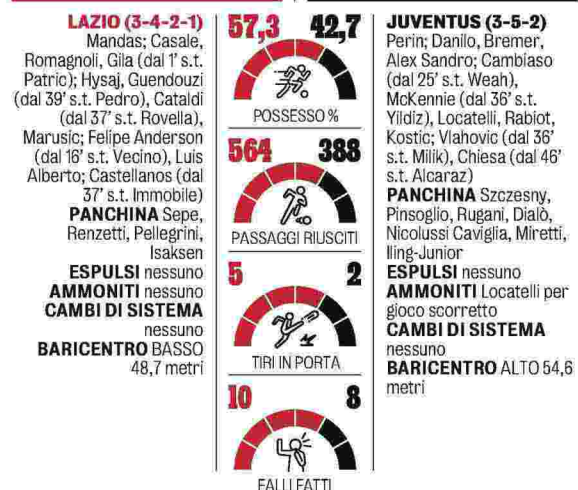 LAZIO (3-4-2-1)
Mandas; Casale,
Romagnoli, Gila (dal 1' s.t.
Patric); Hysaj, Guendouzi
(dal 39' s.t. Pedro), Cataldi
(dal 37' s.t. Rovella),
Marusic; Felipe Anderson
(dal 16' s.t. Vecino), Luis
Alberto; Castellanos (dal
37' s.t. Immobile)
PANCHINA Sepe,
Renzetti, Pellegrini,
Isaksen
ESPULSI nessuno
AMMONITI nessuno
CAMBI DI SISTEMA
nessuno
BARICENTRO BASSO
48,7 metri
57,3 42,7
POSSESSO %
564 388
PASSAGGI RIUSCITI
5 2
TIRI IN PORTA
10 8
FALLI FATTI
JUVENTUS (3-5-2)
Perin; Danilo, Bremer,
Alex Sandro; Cambiaso
(dal 25' s.t. Weah),
McKennie (dal 36' s.t.
Yildiz), Locatelli, Rabiot,
Kostic; Vlahovic (dal 36'
s.t. Milik), Chiesa (dal 46'
s.t. Alcaraz)
PANCHINA Szczesny,
Pinsoglio, Rugani, Dialò,
Nicolussi Caviglia, Miretti,
Iling-Junior
ESPULSI nessuno
AMMONITI Locatelli per
gioco scorretto
CAMBI DI SISTEMA
nessuno
BARICENTRO ALTO 54,6
metri